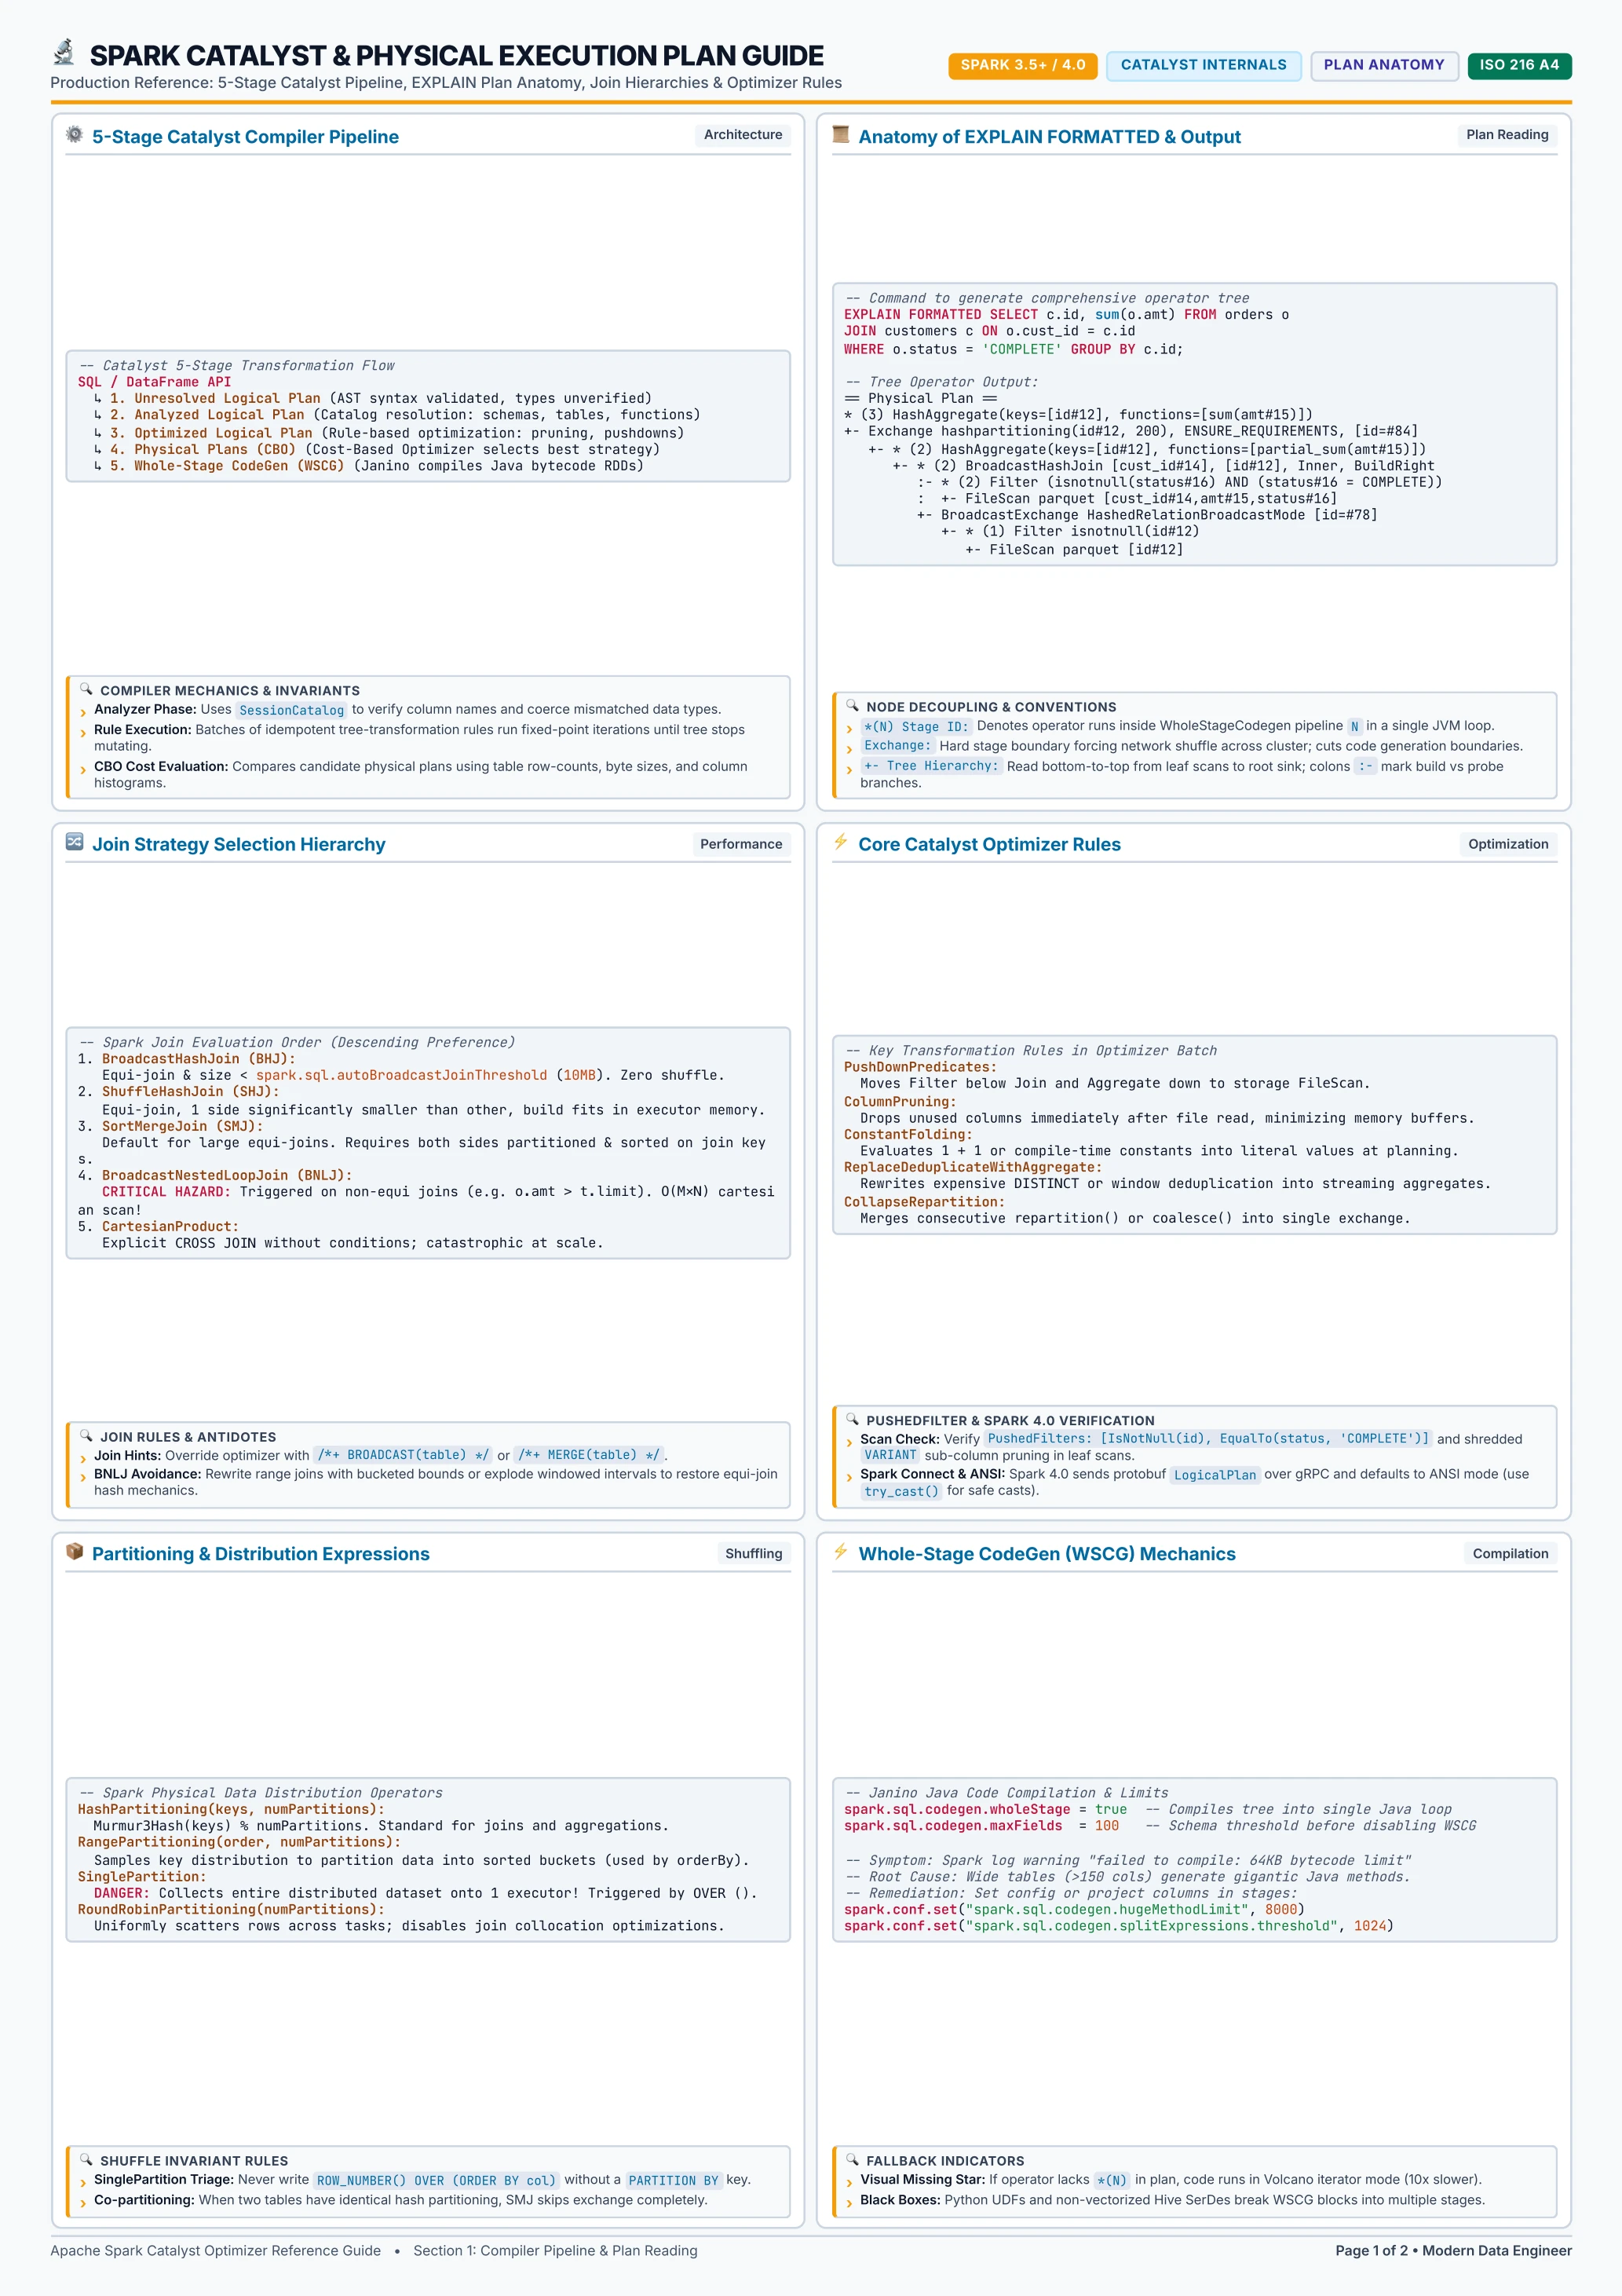 SPARK CATALYST & PHYSICAL EXECUTION PLAN GUIDE
Production Reference: 5-Stage Catalyst Pipeline, EXPLAIN Plan Anatomy, Join Hierarchies & Optimizer Rules
SPARK 3.5+ / 4.0
CATALYST INTERNALS
PLAN ANATOMY
ISO 216 A4
5-Stage Catalyst Compiler Pipeline
Architecture
-- Catalyst 5-Stage Transformation Flow
SQL / DataFrame API
↳ 1. Unresolved Logical Plan (AST syntax validated, types unverified)
↳ 2. Analyzed Logical Plan (Catalog resolution: schemas, tables, functions)
↳ 3. Optimized Logical Plan (Rule-based optimization: pruning, pushdowns)
↳ 4. Physical Plans (CBO) (Cost-Based Optimizer selects best strategy)
↳ 5. Whole-Stage CodeGen (WSCG) (Janino compiles Java bytecode RDDs)
COMPILER MECHANICS & INVARIANTS
› Analyzer Phase: Uses SessionCatalog to verify column names and coerce mismatched data types.
› Rule Execution: Batches of idempotent tree-transformation rules run fixed-point iterations until tree stops
mutating.
› CBO Cost Evaluation: Compares candidate physical plans using table row-counts, byte sizes, and column
histograms.
Anatomy of EXPLAIN FORMATTED & Output
Plan Reading
-- Command to generate comprehensive operator tree
EXPLAIN FORMATTED SELECT c.id, sum(o.amt) FROM orders o
JOIN customers c ON o.cust_id = c.id
WHERE o.status = 'COMPLETE' GROUP BY c.id;
-- Tree Operator Output:
== Physical Plan ==
* (3) HashAggregate(keys=[id#12], functions=[sum(amt#15)])
+- Exchange hashpartitioning(id#12, 200), ENSURE_REQUIREMENTS, [id=#84]
   +- * (2) HashAggregate(keys=[id#12], functions=[partial_sum(amt#15)])
      +- * (2) BroadcastHashJoin [cust_id#14], [id#12], Inner, BuildRight
         :- * (2) Filter (isnotnull(status#16) AND (status#16 = COMPLETE))
         :  +- FileScan parquet [cust_id#14,amt#15,status#16]
         +- BroadcastExchange HashedRelationBroadcastMode [id=#78]
            +- * (1) Filter isnotnull(id#12)
               +- FileScan parquet [id#12]
NODE DECOUPLING & CONVENTIONS
› *(N) Stage ID: Denotes operator runs inside WholeStageCodegen pipeline N in a single JVM loop.
› Exchange: Hard stage boundary forcing network shuffle across cluster; cuts code generation boundaries.
› +- Tree Hierarchy: Read bottom-to-top from leaf scans to root sink; colons :- mark build vs probe
branches.
Join Strategy Selection Hierarchy
Performance
-- Spark Join Evaluation Order (Descending Preference)
1. BroadcastHashJoin (BHJ):
   Equi-join & size < spark.sql.autoBroadcastJoinThreshold (10MB). Zero shuffle.
2. ShuffleHashJoin (SHJ):
   Equi-join, 1 side significantly smaller than other, build fits in executor memory.
3. SortMergeJoin (SMJ):
   Default for large equi-joins. Requires both sides partitioned & sorted on join key
s.
4. BroadcastNestedLoopJoin (BNLJ):
   CRITICAL HAZARD: Triggered on non-equi joins (e.g. o.amt > t.limit). O(M×N) cartesi
an scan!
5. CartesianProduct:
   Explicit CROSS JOIN without conditions; catastrophic at scale.
JOIN RULES & ANTIDOTES
› Join Hints: Override optimizer with /*+ BROADCAST(table) */ or /*+ MERGE(table) */.
› BNLJ Avoidance: Rewrite range joins with bucketed bounds or explode windowed intervals to restore equi-join
hash mechanics.
Core Catalyst Optimizer Rules
Optimization
-- Key Transformation Rules in Optimizer Batch
PushDownPredicates:
  Moves Filter below Join and Aggregate down to storage FileScan.
ColumnPruning:
  Drops unused columns immediately after file read, minimizing memory buffers.
ConstantFolding:
  Evaluates 1 + 1 or compile-time constants into literal values at planning.
ReplaceDeduplicateWithAggregate:
  Rewrites expensive DISTINCT or window deduplication into streaming aggregates.
CollapseRepartition:
  Merges consecutive repartition() or coalesce() into single exchange.
PUSHEDFILTER & SPARK 4.0 VERIFICATION
› Scan Check: Verify PushedFilters: [IsNotNull(id), EqualTo(status, 'COMPLETE')] and shredded
VARIANT sub-column pruning in leaf scans.
› Spark Connect & ANSI: Spark 4.0 sends protobuf LogicalPlan over gRPC and defaults to ANSI mode (use
try_cast() for safe casts).
Partitioning & Distribution Expressions
Shuffling
-- Spark Physical Data Distribution Operators
HashPartitioning(keys, numPartitions):
  Murmur3Hash(keys) % numPartitions. Standard for joins and aggregations.
RangePartitioning(order, numPartitions):
  Samples key distribution to partition data into sorted buckets (used by orderBy).
SinglePartition:
  DANGER: Collects entire distributed dataset onto 1 executor! Triggered by OVER ().
RoundRobinPartitioning(numPartitions):
  Uniformly scatters rows across tasks; disables join collocation optimizations.
SHUFFLE INVARIANT RULES
› SinglePartition Triage: Never write ROW_NUMBER() OVER (ORDER BY col) without a PARTITION BY key.
› Co-partitioning: When two tables have identical hash partitioning, SMJ skips exchange completely.
Whole-Stage CodeGen (WSCG) Mechanics
Compilation
-- Janino Java Code Compilation & Limits
spark.sql.codegen.wholeStage = true  -- Compiles tree into single Java loop
spark.sql.codegen.maxFields  = 100   -- Schema threshold before disabling WSCG
-- Symptom: Spark log warning "failed to compile: 64KB bytecode limit"
-- Root Cause: Wide tables (>150 cols) generate gigantic Java methods.
-- Remediation: Set config or project columns in stages:
spark.conf.set("spark.sql.codegen.hugeMethodLimit", 8000)
spark.conf.set("spark.sql.codegen.splitExpressions.threshold", 1024)
FALLBACK INDICATORS
› Visual Missing Star: If operator lacks *(N) in plan, code runs in Volcano iterator mode (10x slower).
› Black Boxes: Python UDFs and non-vectorized Hive SerDes break WSCG blocks into multiple stages.
Apache Spark Catalyst Optimizer Reference Guide • Section 1: Compiler Pipeline & Plan Reading
Page 1 of 2 • Modern Data Engineer